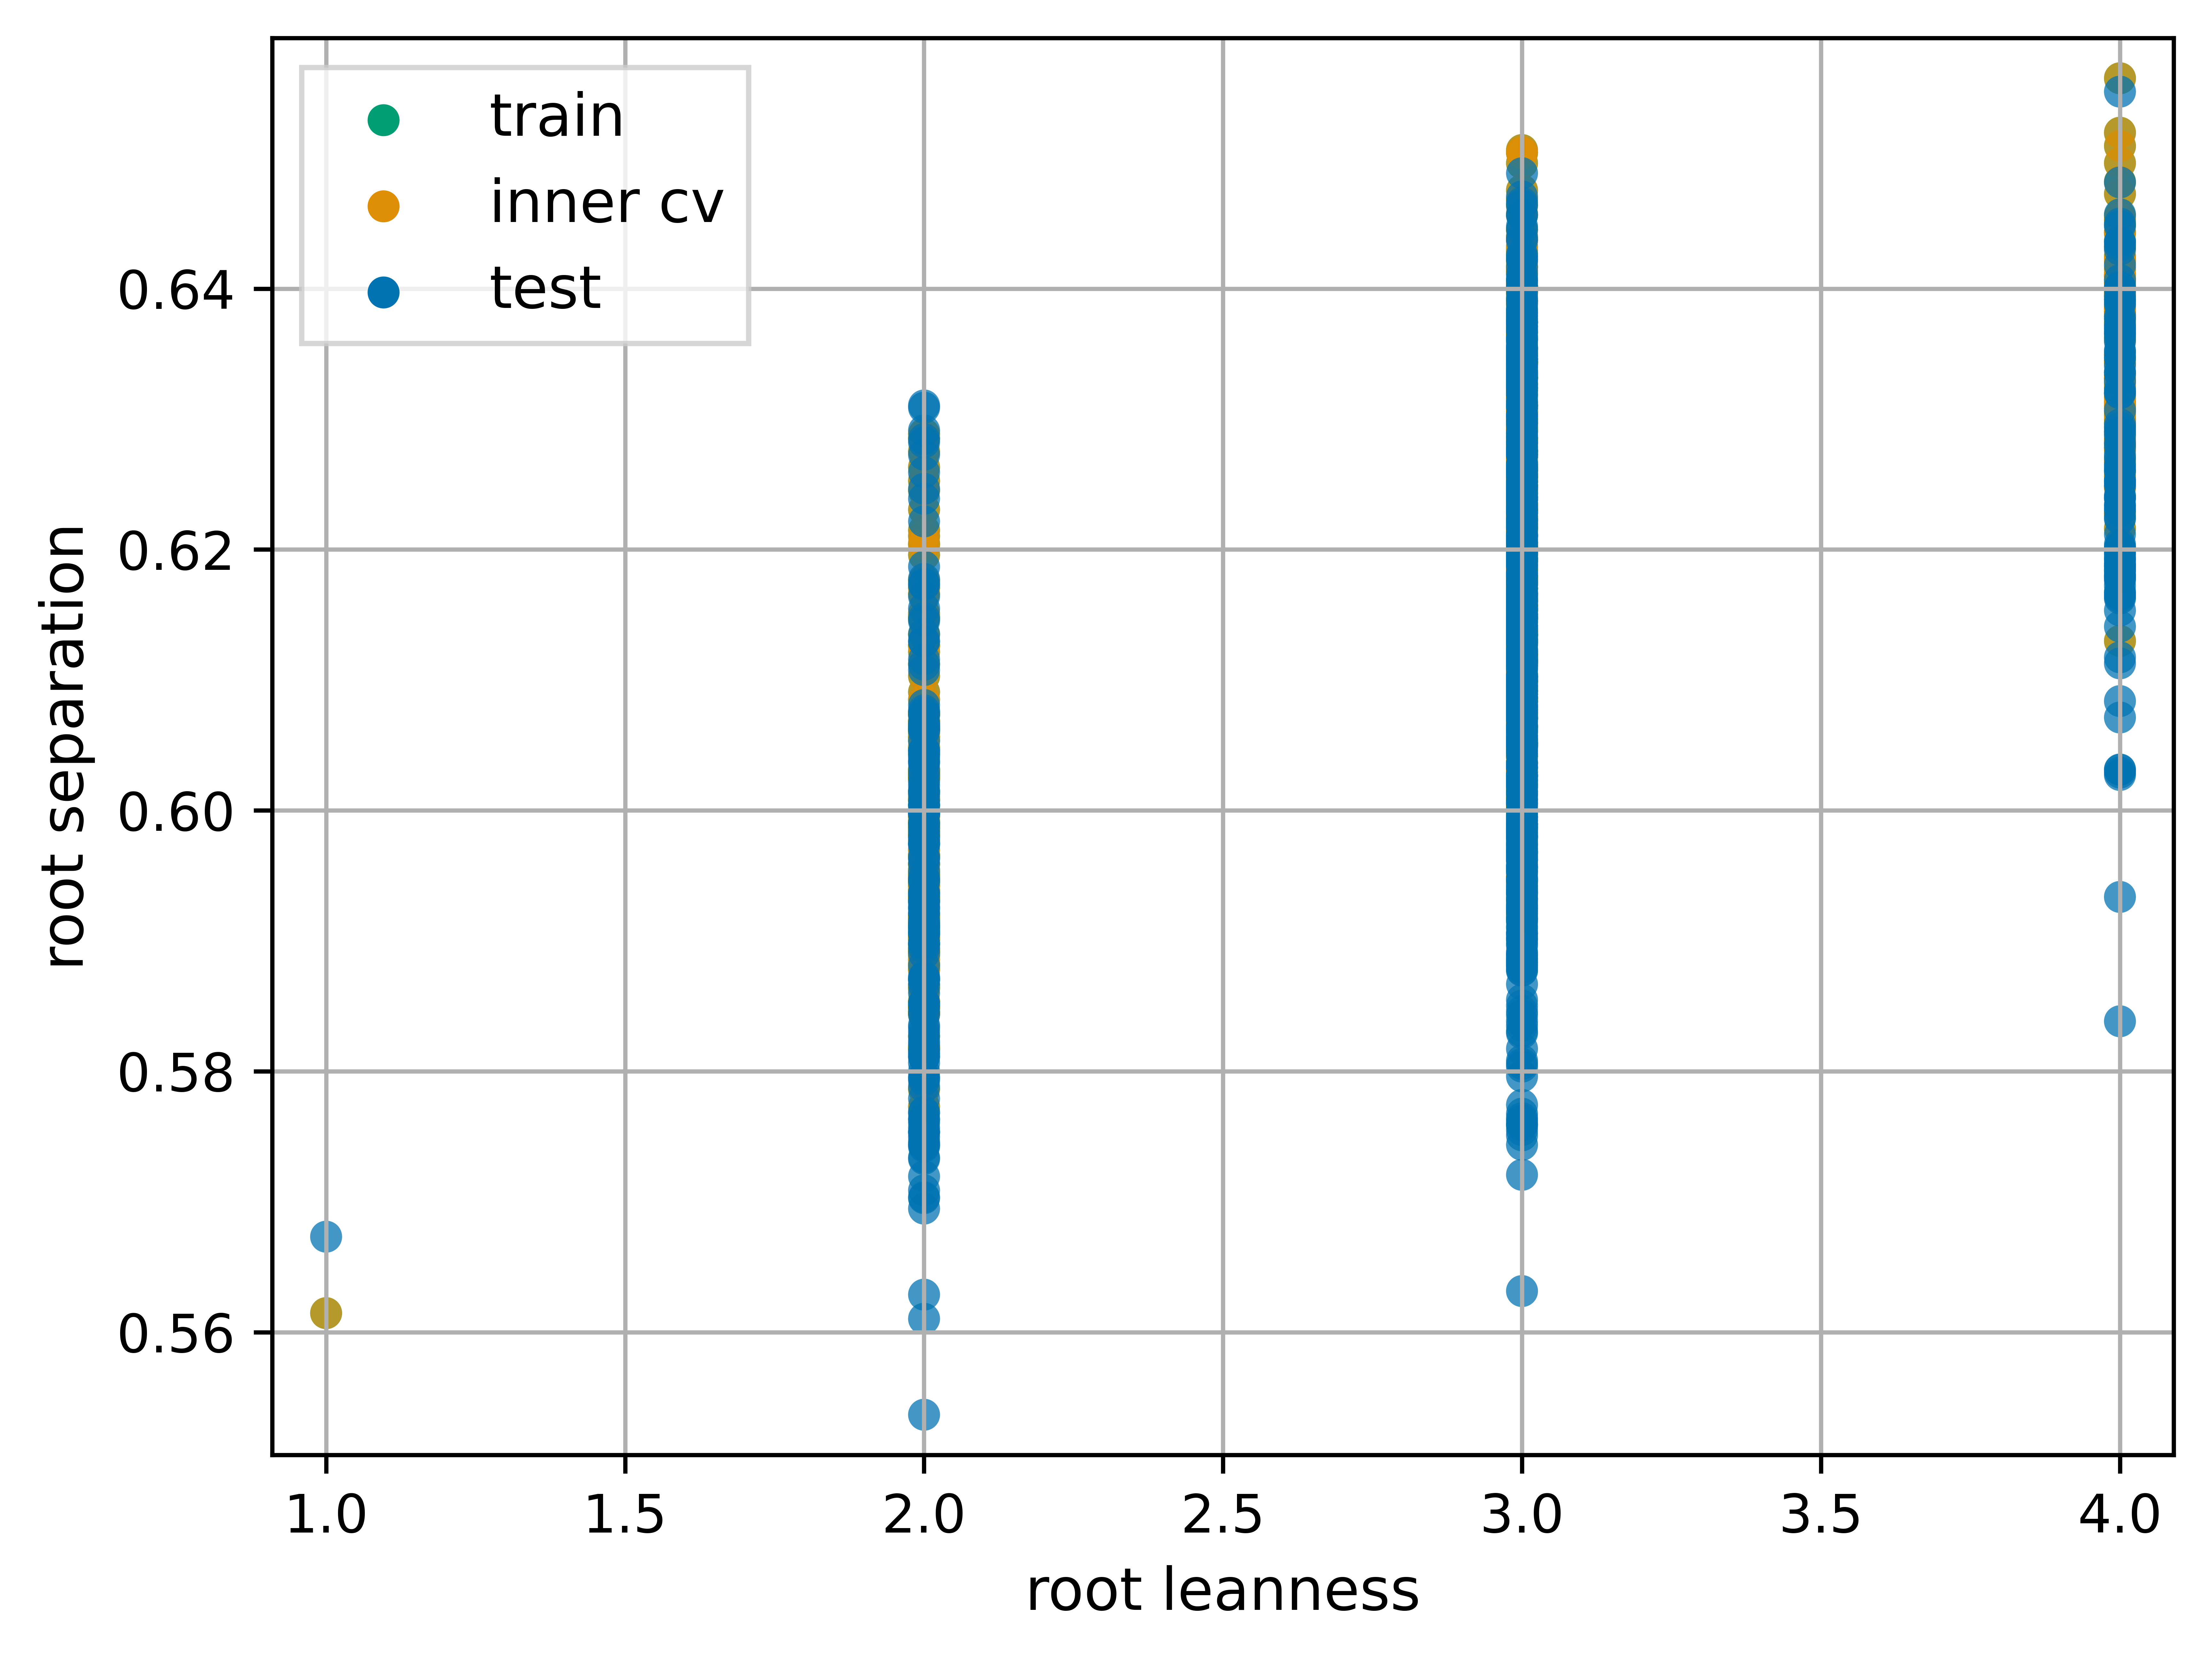 train
inner cv
test
0.64
0.62
0.60
0.58
0.56
root separation
1.0 1.5 2.0 2.5 3.0 3.5 4.0
root leanness